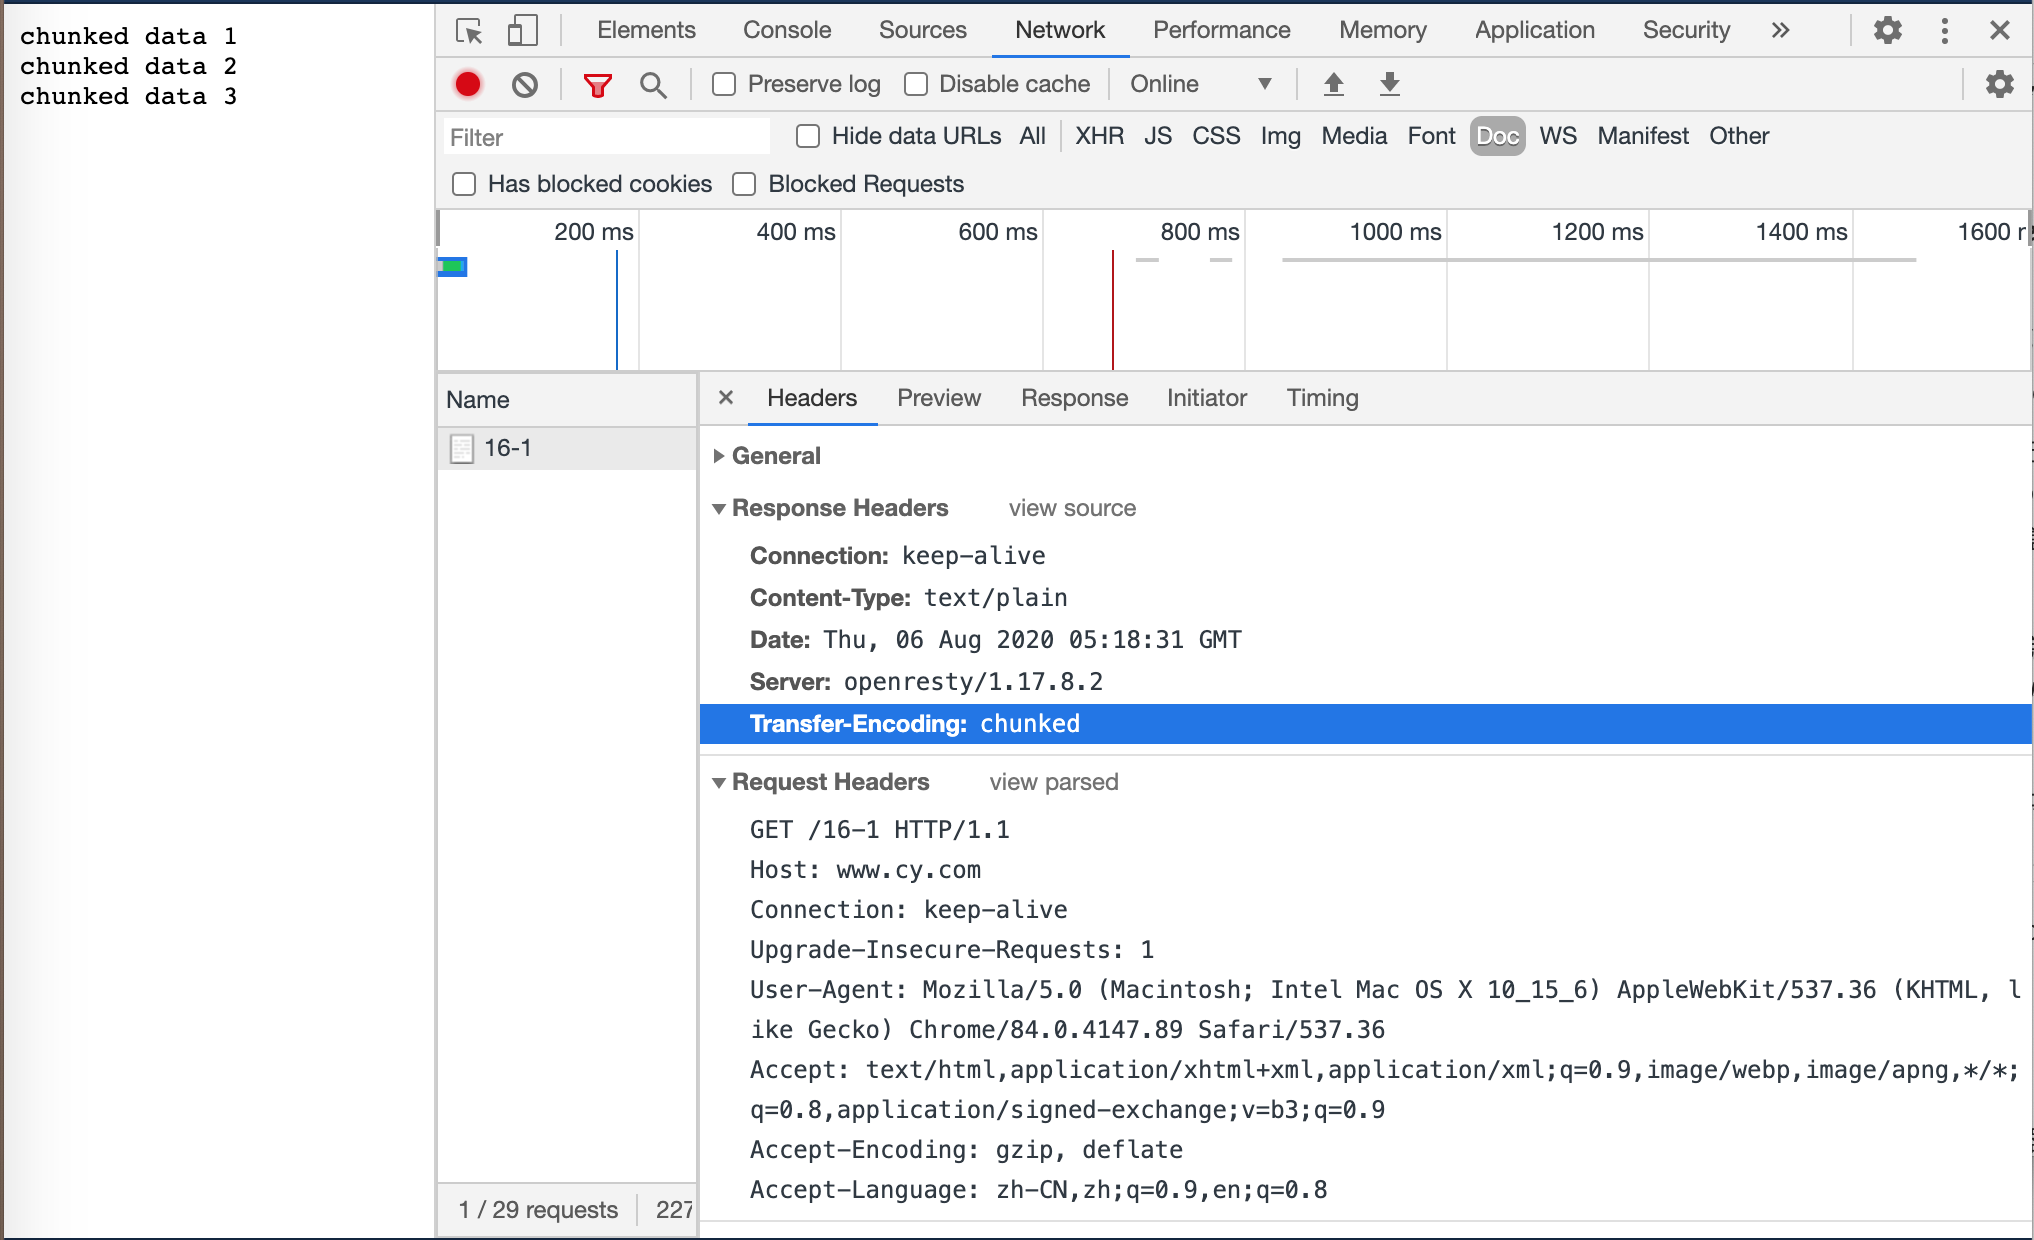 chunked data 1
chunked data 2
chunked data 3
Elements Console Sources Network Performance Memory Application Security
Preserve log Disable cache Online
Filter Hide data URLs All XHR JS CSS Img Media Font Doc WS Manifest Other
Has blocked cookies Blocked Requests
200 ms 400 ms 600 ms 800 ms 1000 ms 1200 ms 1400 ms 1600
Name
16-1
1 / 29 requests 227
Headers Preview Response Initiator Timing
General
Response Headers view source
Connection: keep-alive
Content-Type: text/plain
Date: Thu, 06 Aug 2020 05:18:31 GMT
Server: openresty/1.17.8.2
Transfer-Encoding: chunked
Request Headers view parsed
GET /16-1 HTTP/1.1
Host: www.cy.com
Connection: keep-alive
Upgrade-Insecure-Requests: 1
User-Agent: Mozilla/5.0 (Macintosh; Intel Mac OS X 10_15_6) AppleWebKit/537.36 (KHTML, l
ike Gecko) Chrome/84.0.4147.89 Safari/537.36
Accept: text/html,application/xhtml+xml,application/xml;q=0.9,image/webp,image/apng,*/*;
q=0.8,application/signed-exchange;v=b3;q=0.9
Accept-Encoding: gzip, deflate
Accept-Language: zh-CN,zh;q=0.9,en;q=0.8